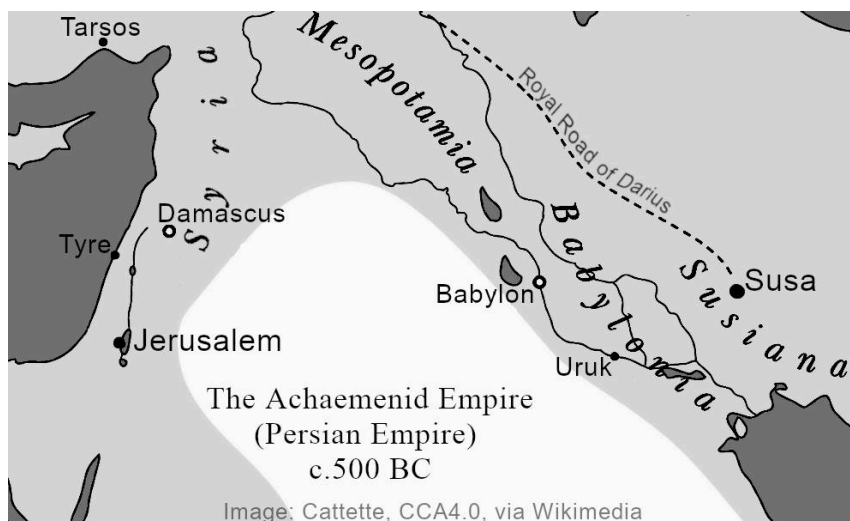 Tarsos
Mesopotamia
Syria
Royal Road of Darius
Damascus
Tyre
Babylonia
Susiana
Susa
Babylon
Jerusalem
Uruk
The Achaemenid Empire
(Persian Empire)
c.500 BC
Image: Cattette, CCA4.0, via Wikimedia